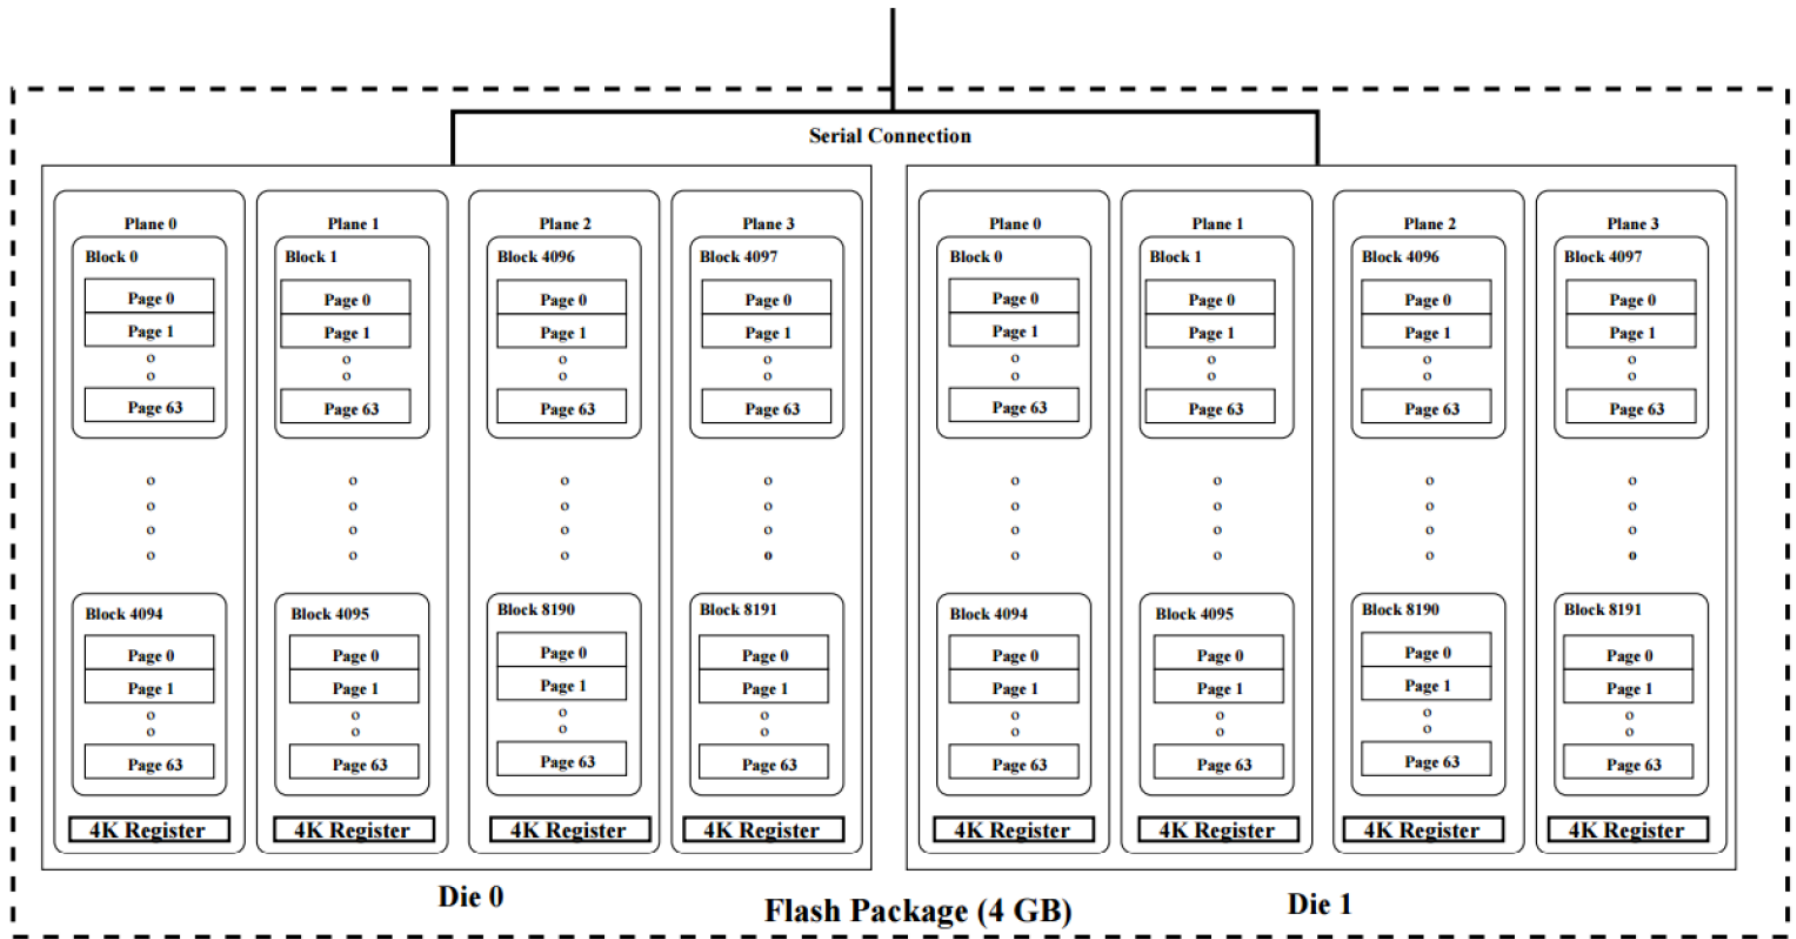 Serial Connection
Plane 0 Plane 1 Plane 2 Plane 3 Plane 0 Plane 1 Plane 2 Plane 3
Block 0 Block 1 Block 4096 Block 4097 Block 0 Block 1 Block 4096 Block 4097
Page 0 Page 0 Page 0 Page 0 Page 0 Page 0 Page 0 Page 0
Page 1 Page 1 Page 1 Page 1 Page 1 Page 1 Page 1 Page 1
Page 63 Page 63 Page 63 Page 63 Page 63 Page 63 Page 63 Page 63
Block 4094 Block 4095 Block 8190 Block 8191 Block 4094 Block 4095 Block 8190 Block 8191
Page 0 Page 0 Page 0 Page 0 Page 0 Page 0 Page 0 Page 0
Page 1 Page 1 Page 1 Page 1 Page 1 Page 1 Page 1 Page 1
Page 63 Page 63 Page 63 Page 63 Page 63 Page 63 Page 63 Page 63
4K Register 4K Register 4K Register 4K Register 4K Register 4K Register 4K Register 4K Register
Die 0 Flash Package (4 GB) Die 1